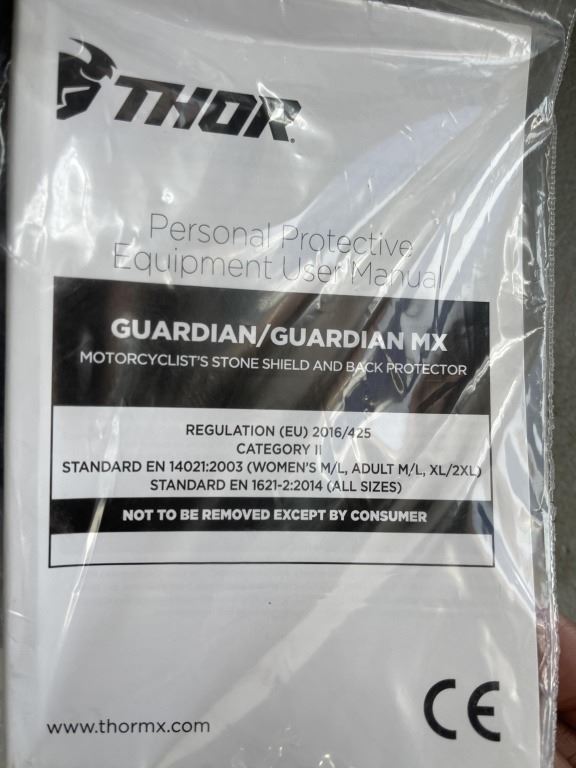 THOR
Personal Protective
Equipment User Manual
GUARDIAN/GUARDIAN MX
MOTORCYCLIST'S STONE SHIELD AND BACK PROTECTOR
REGULATION (EU) 2016/425
CATEGORY II
STANDARD EN 14021:2003 (WOMEN'S M/L, ADULT M/L, XL/2XL)
STANDARD EN 1621-2:2014 (ALL SIZES)
NOT TO BE REMOVED EXCEPT BY CONSUMER
www.thormx.com
CE